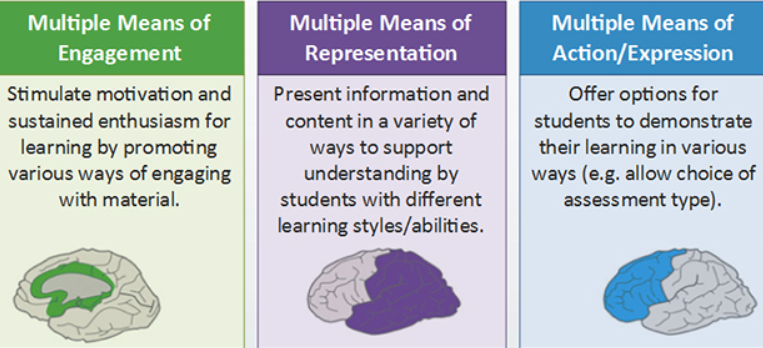 Multiple Means of
Engagement
Stimulate motivation and
sustained enthusiasm for
learning by promoting
various ways of engaging
with material.
Multiple Means of
Representation
Present information and
content in a variety of
ways to support
understanding by
students with different
learning styles/abilities.
Multiple Means of
Action/Expression
Offer options for
students to demonstrate
their learning in various
ways (e.g. allow choice of
assessment type).